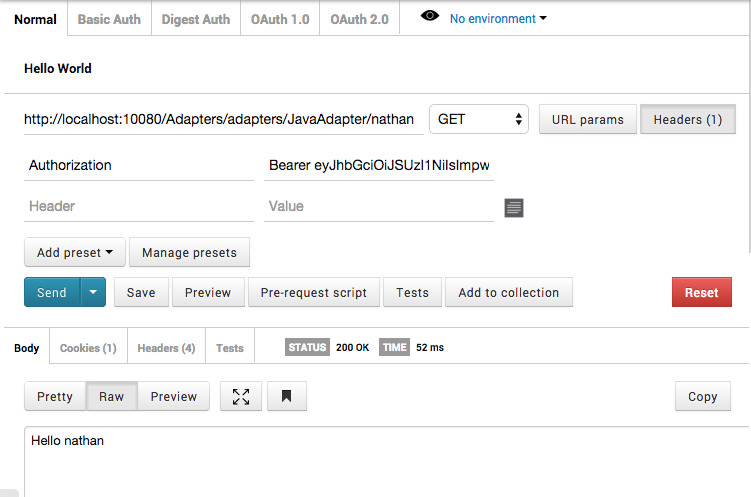 Normal Basic Auth Digest Auth OAuth 1.0 OAuth 2.0 No environment
Hello World
http://localhost:10080/Adapters/adapters/JavaAdapter/nathan GET URL params Headers (1)
Authorization Bearer eyJhbGciOiJSUzI1NiIsImpw
Header Value
Add preset Manage presets
Send Save Preview Pre-request script Tests Add to collection Reset
Body Cookies (1) Headers (4) Tests STATUS 200 OK TIME 52 ms
Pretty Raw Preview Copy
Hello nathan